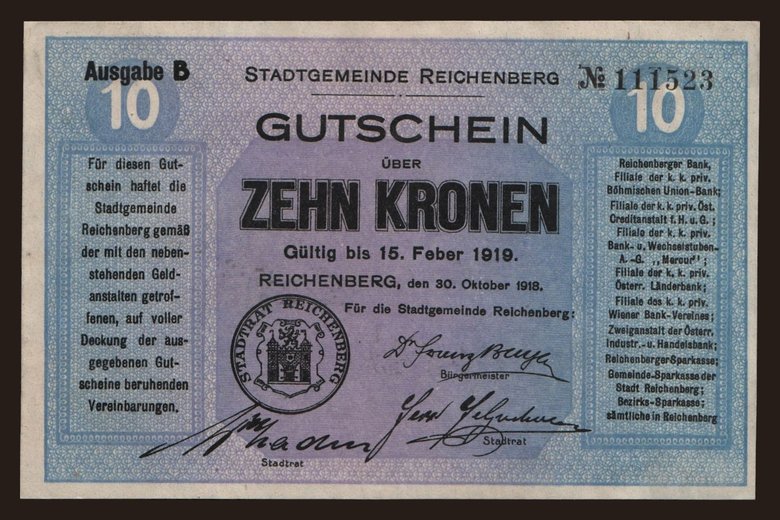 Ausgabe B
STADTGEMEINDE REICHENBERG
№ 111523
10
10
GUTSCHEIN
ÜBER
ZEHN KRONEN
Gültig bis 15. Feber 1919.
REICHENBERG, den 30. Oktober 1918.
Für die Stadtgemeinde Reichenberg:
Bürgermeister
Stadtrat
Stadtrat
STADTRAT REICHENBERG
Für diesen Gut-
schein haftet die
Stadtgemeinde
Reichenberg gemäß
der mit den neben-
stehenden Geld-
anstalten getrof-
fenen, auf voller
Deckung der aus-
gegebenen Gut-
scheine beruhenden
Vereinbarungen.
Reichenberger Bank,
Filiale der k. k. priv.
Böhmischen Union-Bank;
Filiale der k. k. priv. Öst.
Creditanstalt f. H. u. G.;
Filiale der k. k. priv.
Bank- u. Wechselstuben-
A.-G. „Mercur";
Filiale der k. k. priv.
Österr. Länderbank;
Filiale des k. k. priv.
Wiener Bank-Vereines;
Zweiganstalt der Österr.
Industr.- u. Handelsbank;
Reichenberger Sparkasse;
Gemeinde-Sparkasse der
Stadt Reichenberg;
Bezirks-Sparkasse;
sämtliche in Reichenberg